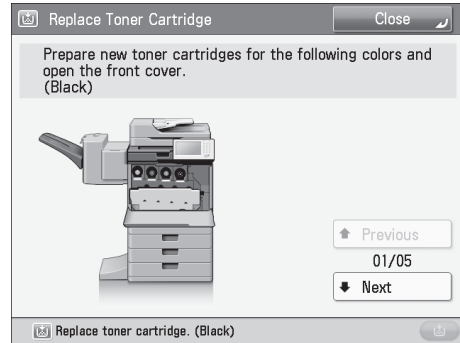 Replace Toner Cartridge
Close
Prepare new toner cartridges for the following colors and
open the front cover.
(Black)
Previous
01/05
Next
Replace toner cartridge. (Black)